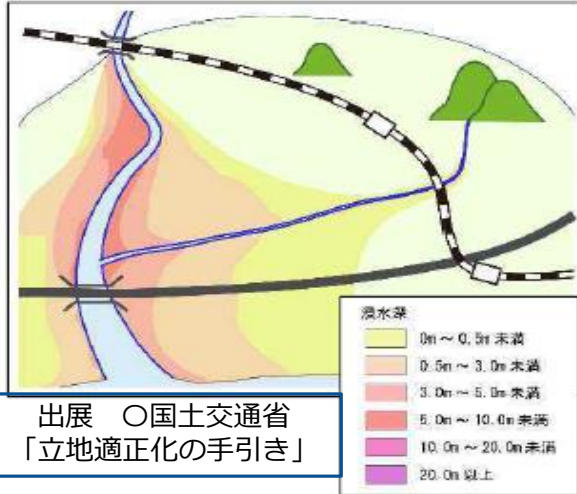 浸水深
0m ~ 0.5m 未満
0.5m ~ 3.0m 未満
3.0m ~ 5.0m 未満
5.0m ~ 10.0m 未満
10.0m ~ 20.0m 未満
20.0m 以上
出展 〇国土交通省
「立地適正化の手引き」